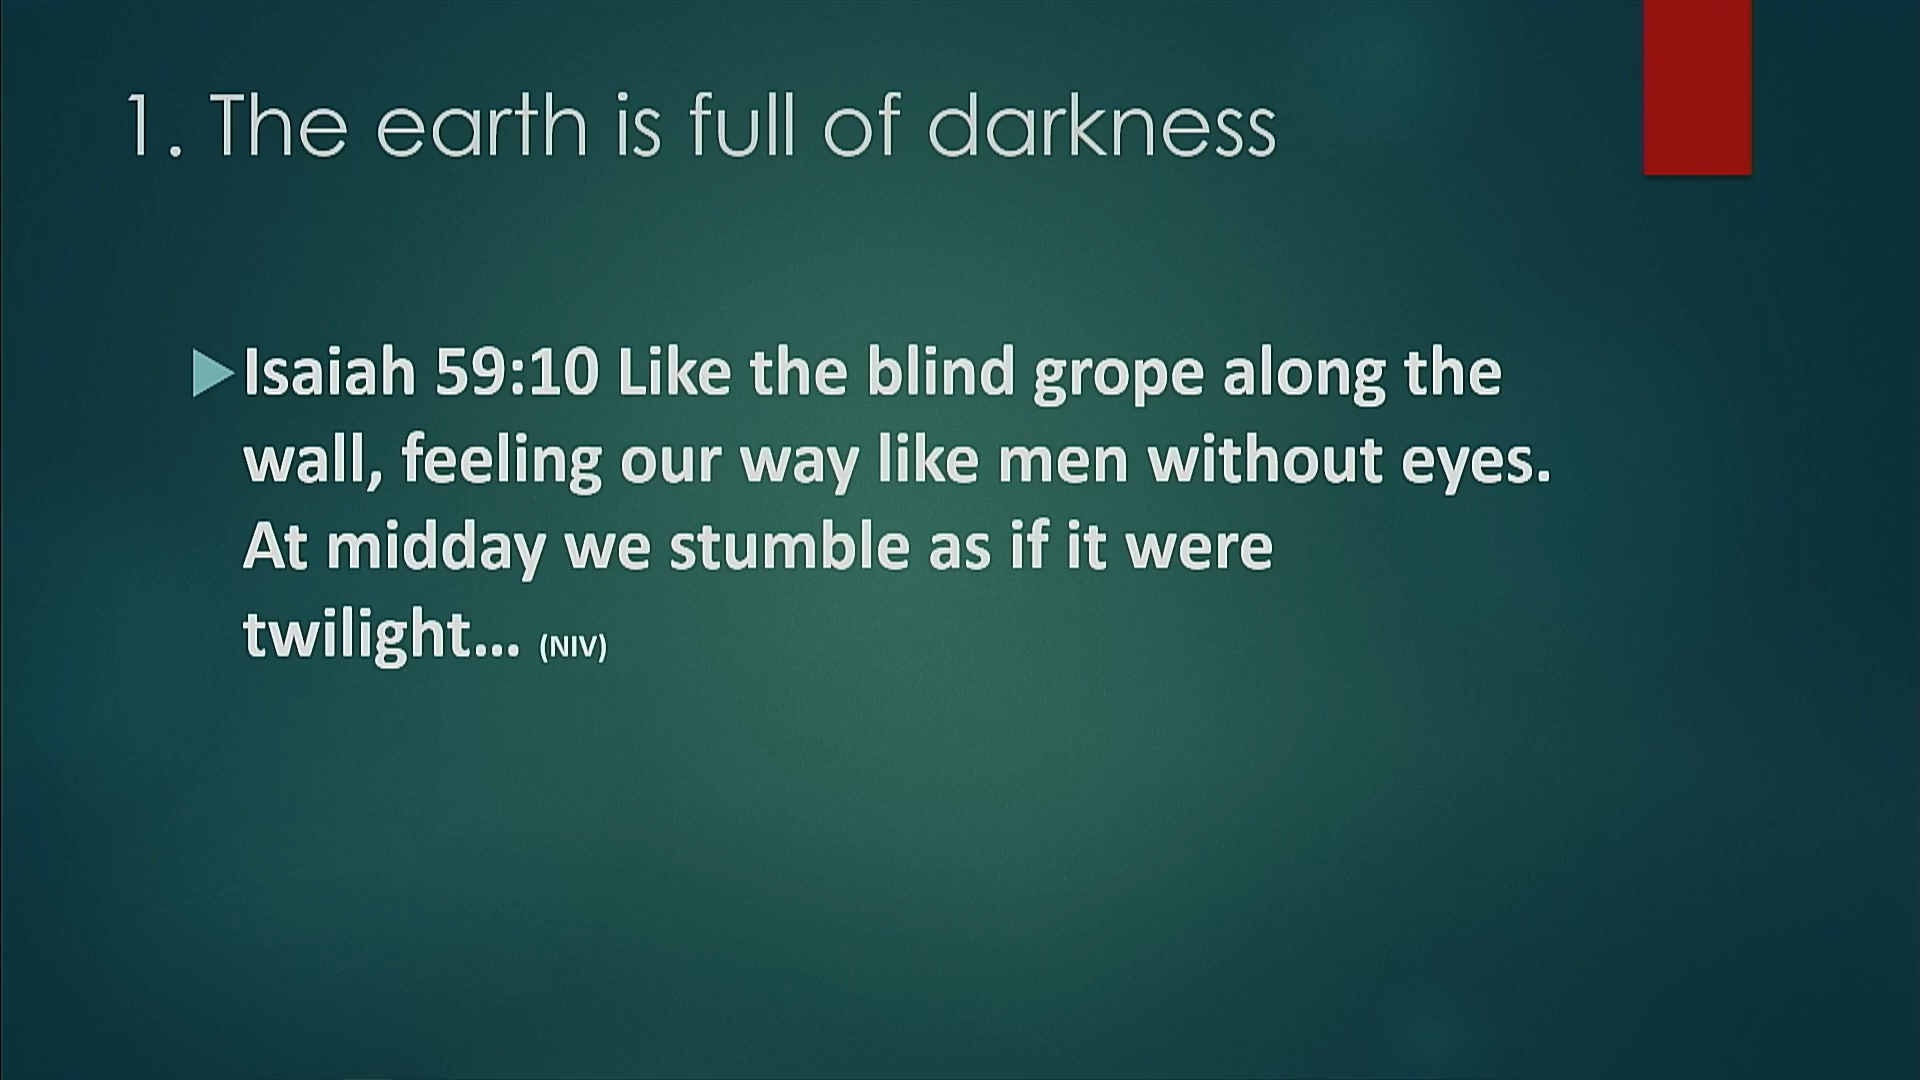 1. The earth is full of darkness
Isaiah 59:10 Like the blind grope along the
wall, feeling our way like men without eyes.
At midday we stumble as if it were
twilight... (NIV)